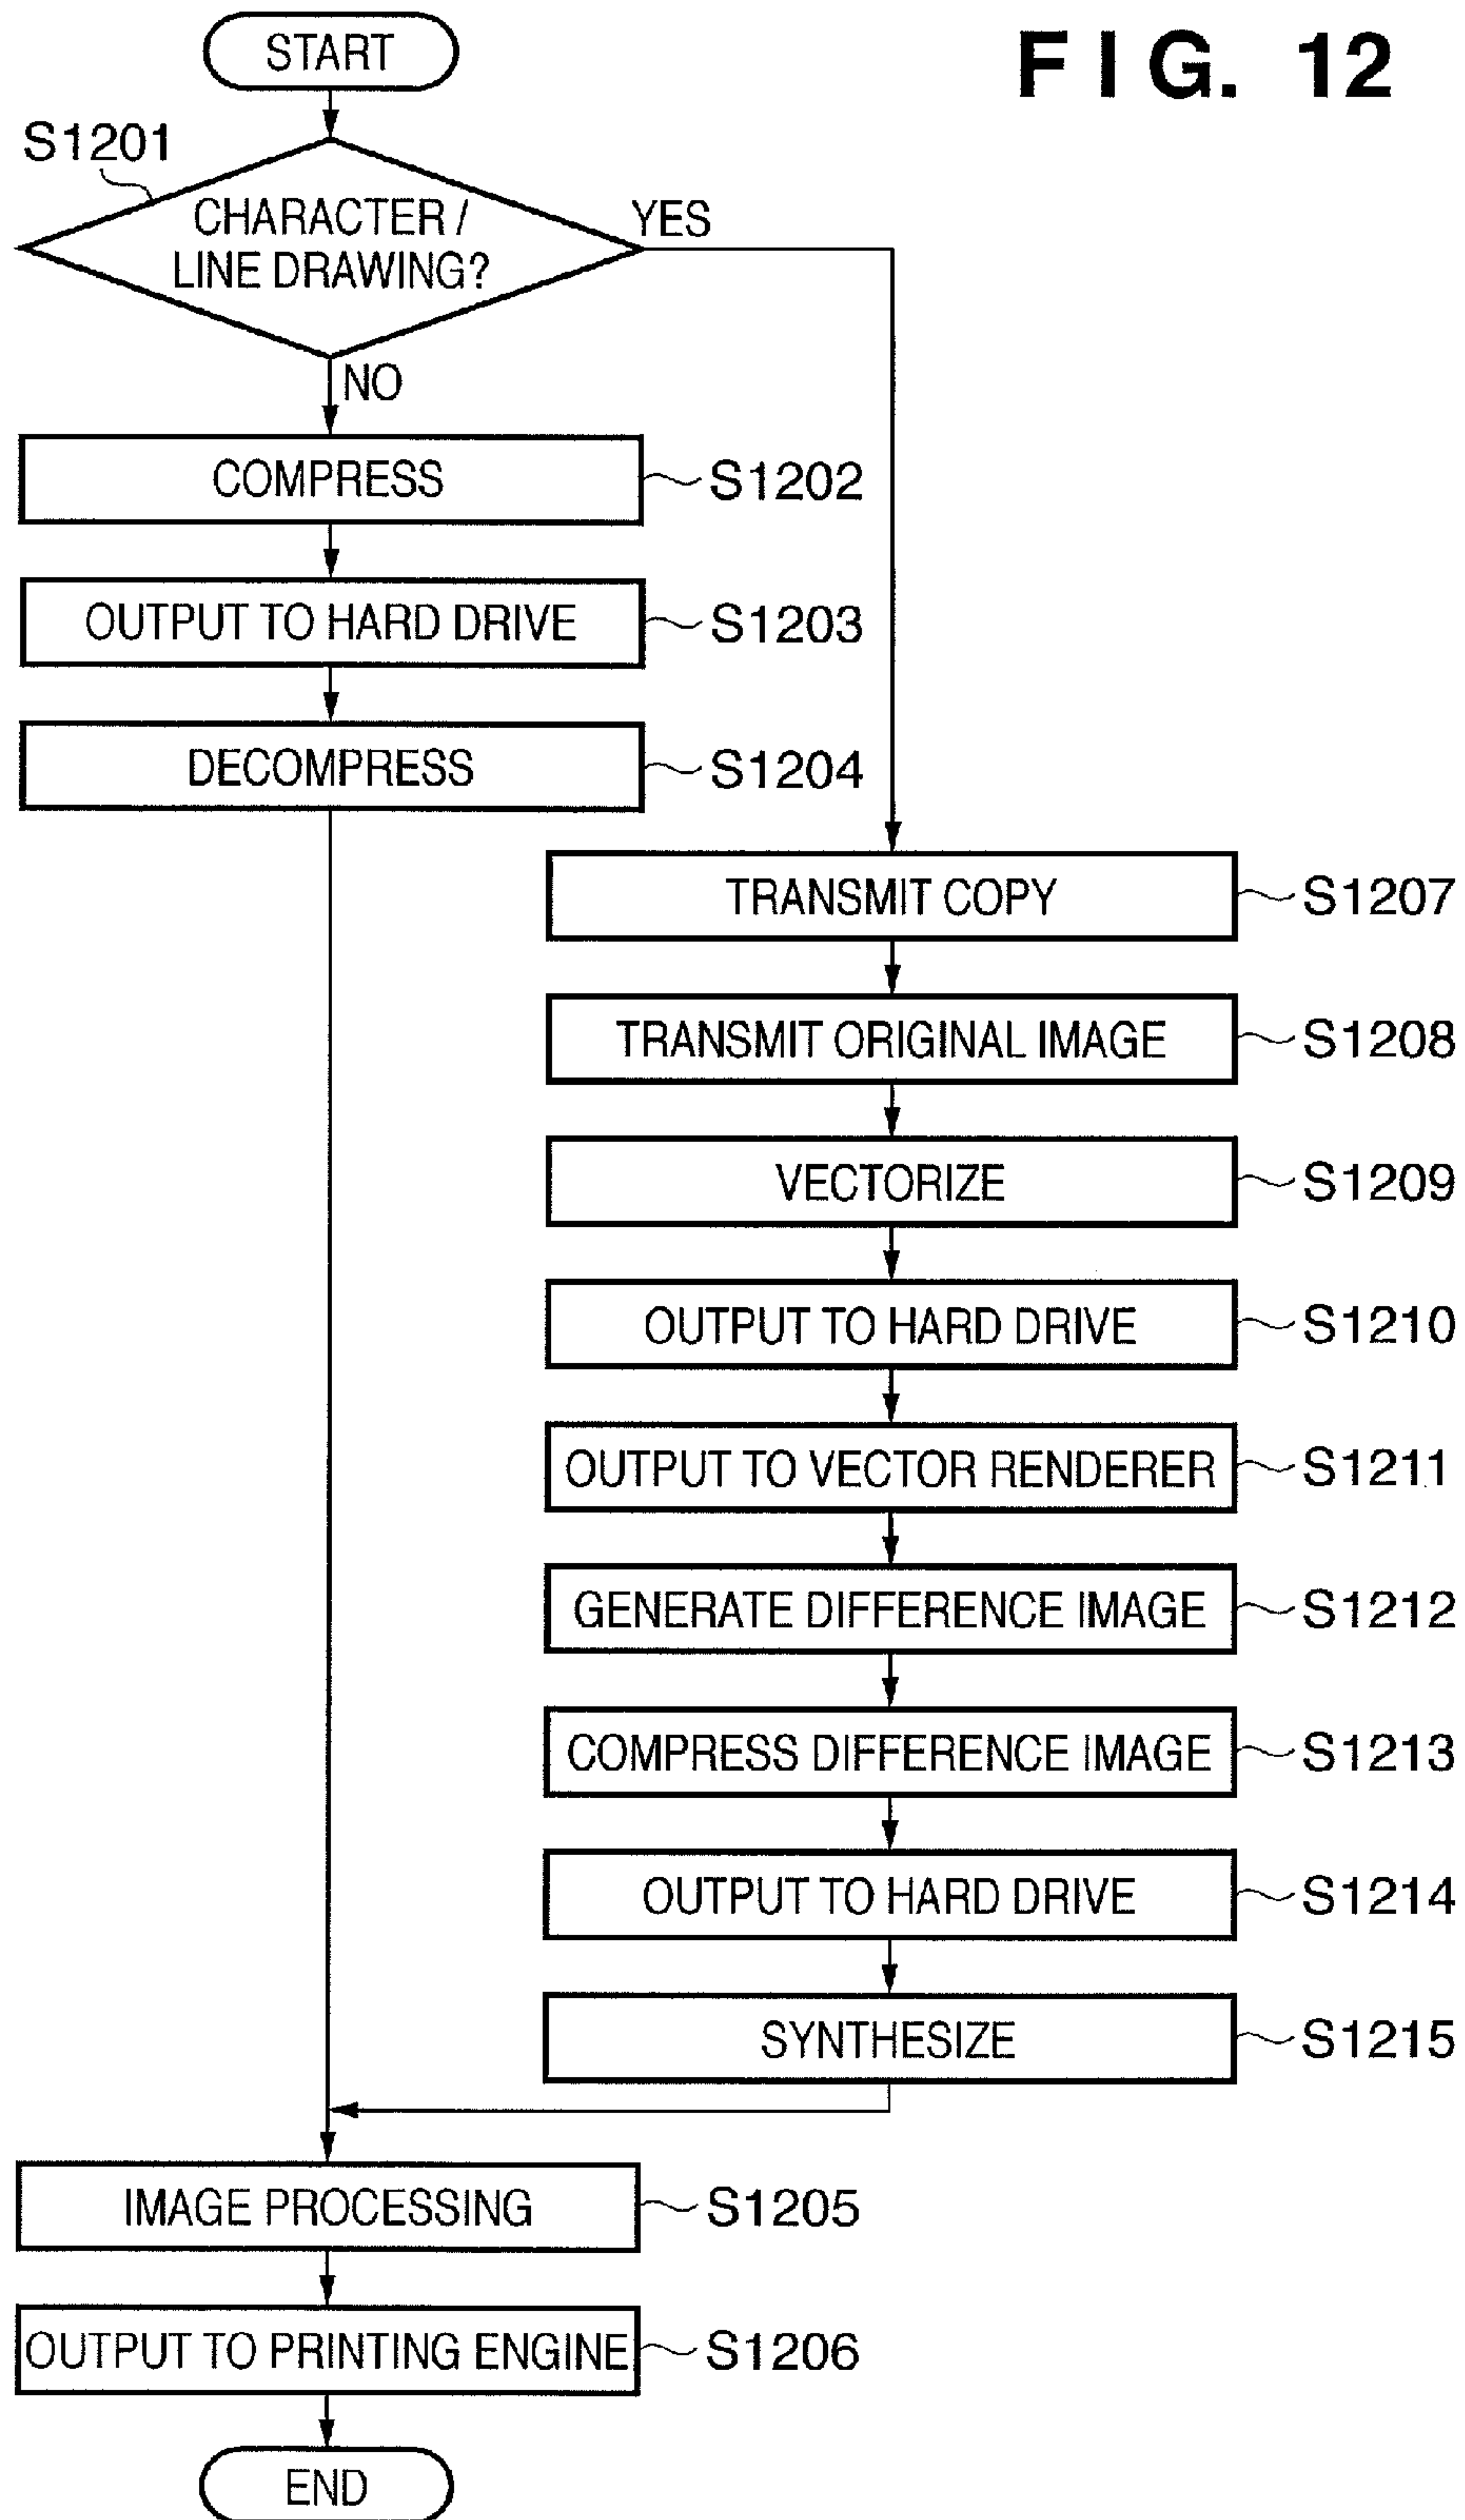 FIG. 12
START
S1201
CHARACTER /
LINE DRAWING?
YES
NO
COMPRESS
S1202
OUTPUT TO HARD DRIVE
S1203
DECOMPRESS
S1204
TRANSMIT COPY
S1207
TRANSMIT ORIGINAL IMAGE
S1208
VECTORIZE
S1209
OUTPUT TO HARD DRIVE
S1210
OUTPUT TO VECTOR RENDERER
S1211
GENERATE DIFFERENCE IMAGE
S1212
COMPRESS DIFFERENCE IMAGE
S1213
OUTPUT TO HARD DRIVE
S1214
SYNTHESIZE
S1215
IMAGE PROCESSING
S1205
OUTPUT TO PRINTING ENGINE
S1206
END